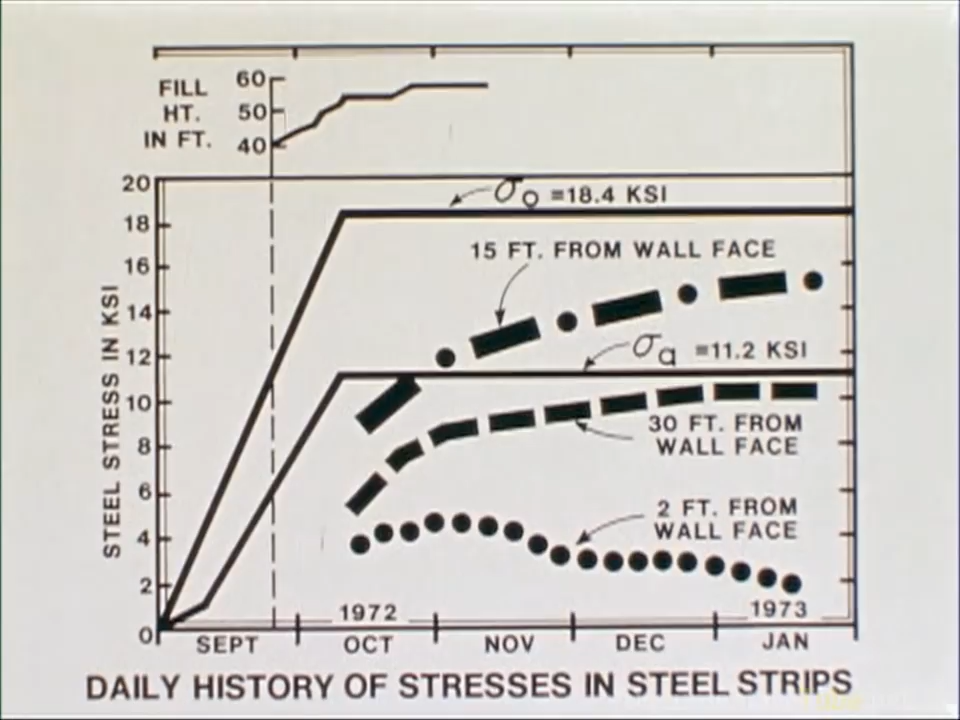 FILL
HT.
IN FT.
60
50
40
20
18
16
14
12
10
8
6
4
2
0
STEEL STRESS IN KSI
σo =18.4 KSI
15 FT. FROM WALL FACE
σa =11.2 KSI
30 FT. FROM
WALL FACE
2 FT. FROM
WALL FACE
1972
1973
SEPT
OCT
NOV
DEC
JAN
DAILY HISTORY OF STRESSES IN STEEL STRIPS